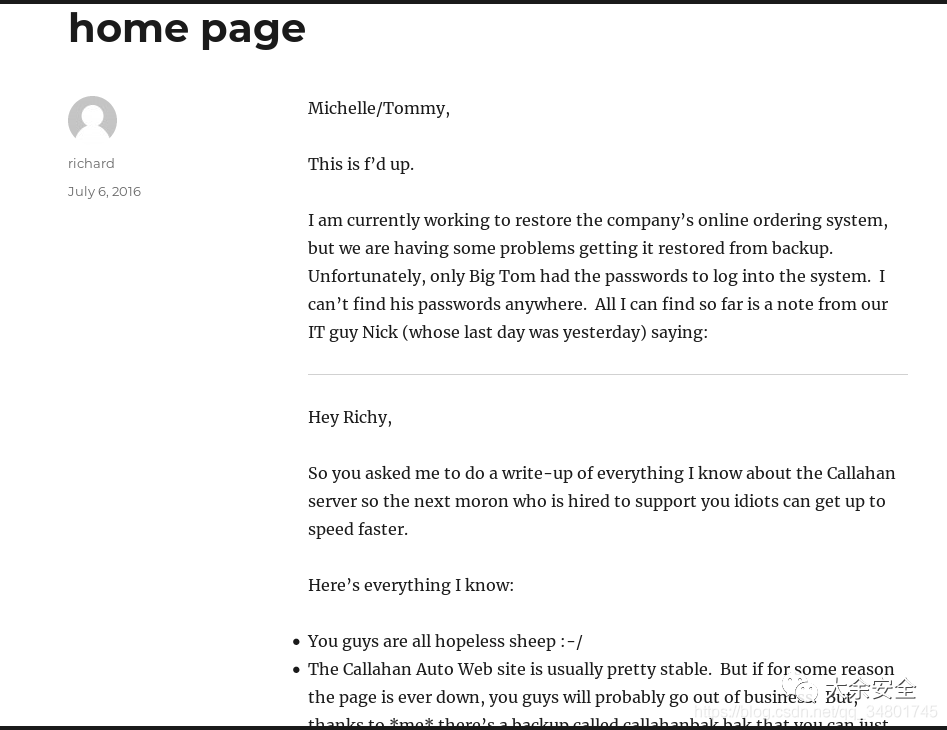 home page
richard
July 6, 2016
Michelle/Tommy,
This is f’d up.
I am currently working to restore the company’s online ordering system,
but we are having some problems getting it restored from backup.
Unfortunately, only Big Tom had the passwords to log into the system.  I
can’t find his passwords anywhere.  All I can find so far is a note from our
IT guy Nick (whose last day was yesterday) saying:
Hey Richy,
So you asked me to do a write-up of everything I know about the Callahan
server so the next moron who is hired to support you idiots can get up to
speed faster.
Here’s everything I know:
• You guys are all hopeless sheep :-/
• The Callahan Auto Web site is usually pretty stable.  But if for some reason
the page is ever down, you guys will probably go out of business.  But,
thanks to *me* there’s a backup called callahanbak.bak that you can just
大余安全
https://blog.csdn.net/qq_34801745